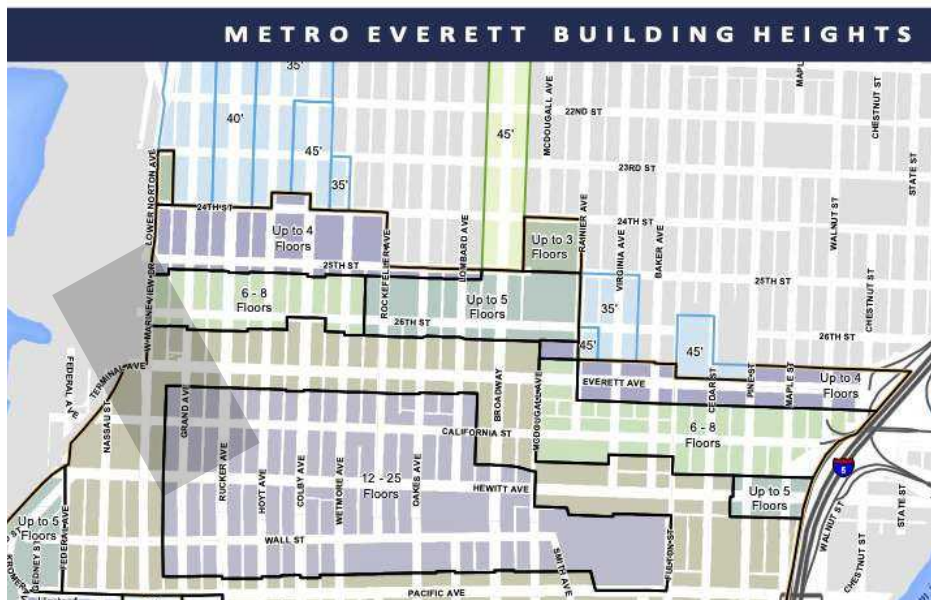 METRO EVERETT BUILDING HEIGHTS
35'
40'
45'
45'
35'
MCDOUGALL AVE
22ND ST
23RD ST
CHESTNUT ST
STATE ST
LOWER NORTON AVE
24TH ST
Up to 4
Floors
ROCKEFELLER AVE
LOMBARD AVE
Up to 3
Floors
RAINIER AVE
24TH ST
VIRGINIA AVE
BAKER AVE
WALNUT ST
25TH ST
25TH ST
W MARINE VIEW DR
6 - 8
Floors
Up to 5
Floors
26TH ST
35'
45'
45'
26TH ST
CHESTNUT ST
FEDERAL AVE
TERMINAL AVE
NASSAU ST
GRAND AVE
BROADWAY
MCDOUGALL AVE
EVERETT AVE
CEDAR ST
PINE ST
MAPLE ST
Up to 4
Floors
CALIFORNIA ST
6 - 8
Floors
RUCKER AVE
HOYT AVE
COLBY AVE
WETMORE AVE
12 - 25
Floors
OAKES AVE
HEWITT AVE
Up to 5
Floors
5
WALNUT ST
STATE ST
Up to 5
Floors
GEDNEY ST
FEDERAL AVE
WALL ST
SMITH AVE
FULTON ST
CHESTNUT ST
PACIFIC AVE